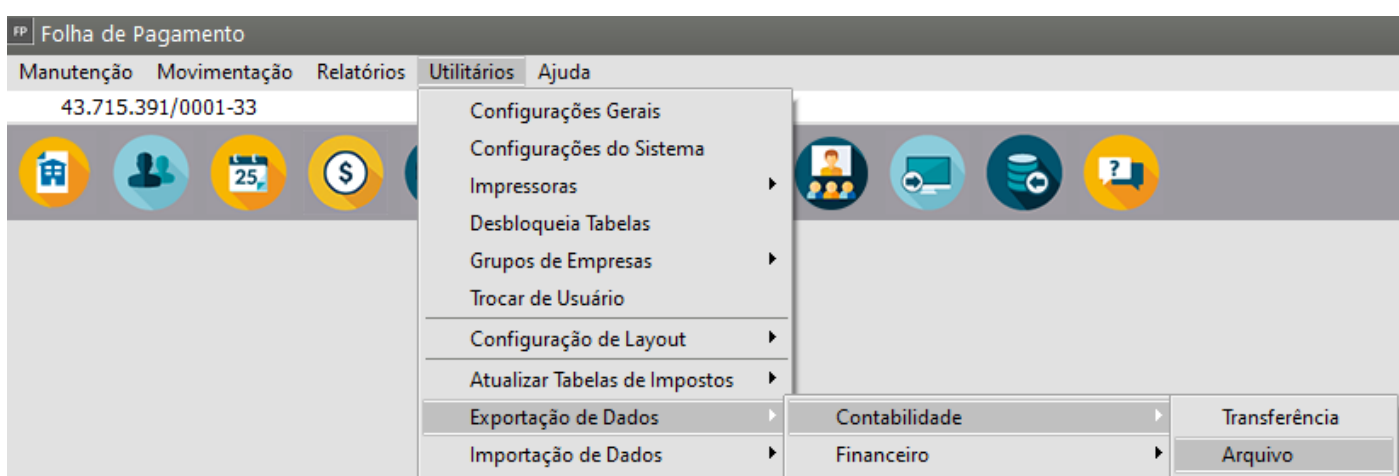 FP Folha de Pagamento
Manutenção Movimentação Relatórios Utilitários Ajuda
43.715.391/0001-33
Configurações Gerais
Configurações do Sistema
25
$
?
Impressoras
Desbloqueia Tabelas
Grupos de Empresas
Trocar de Usuário
Configuração de Layout
Atualizar Tabelas de Impostos
Exportação de Dados Contabilidade Transferência
Importação de Dados Financeiro Arquivo